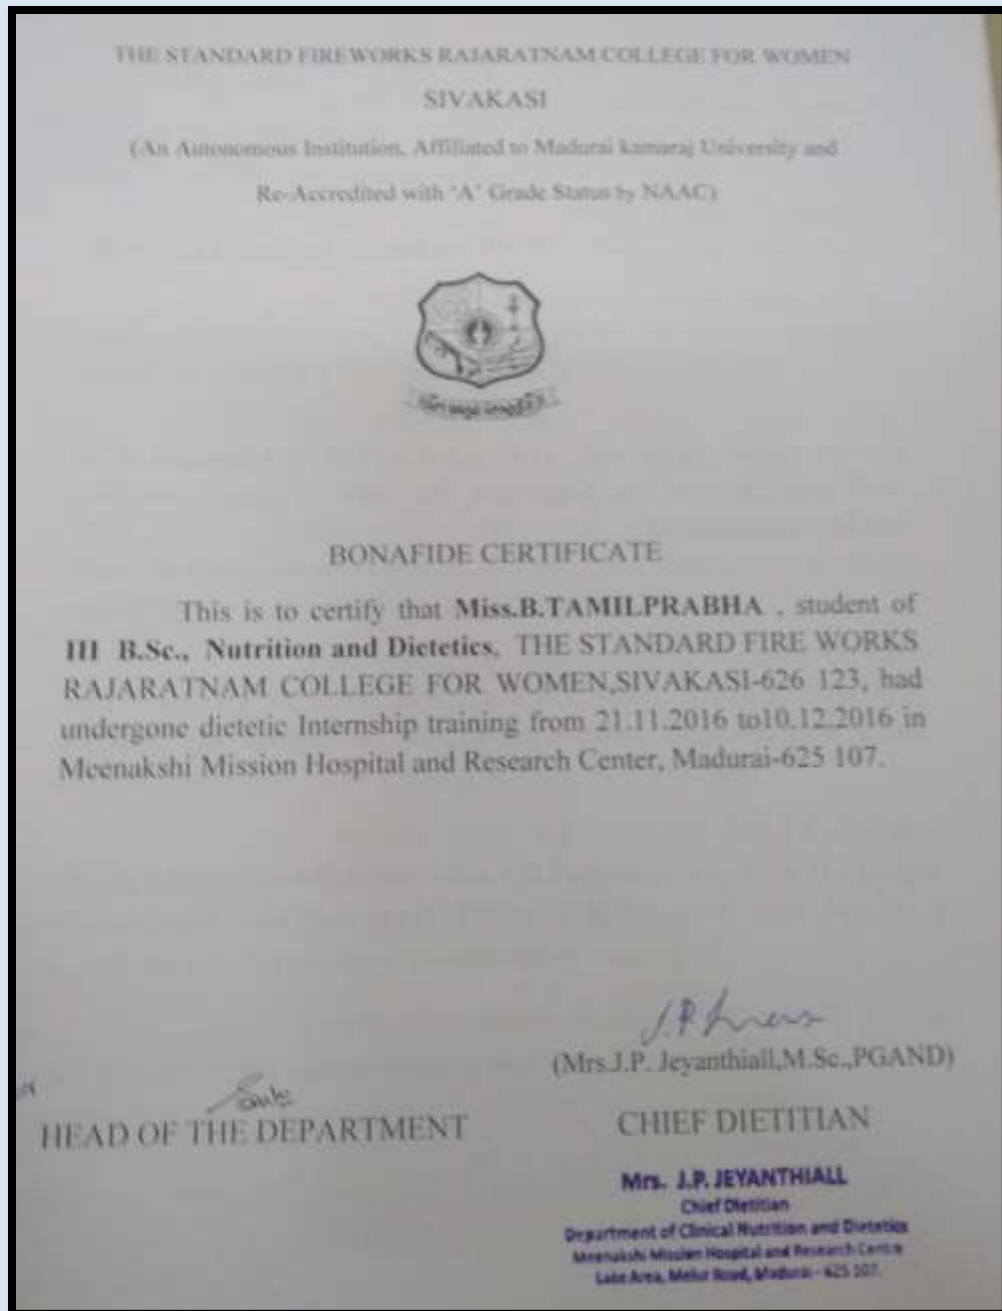 THE STANDARD FIREWORKS RAJARATNAM COLLEGE FOR WOMEN
SIVAKASI
(An Autonomous Institution, Affiliated to Madurai kamaraj University and
Re-Accredited with 'A' Grade Status by NAAC)
BONAFIDE CERTIFICATE
This is to certify that Miss.B.TAMILPRABHA , student of
III B.Sc., Nutrition and Dietetics, THE STANDARD FIRE WORKS
RAJARATNAM COLLEGE FOR WOMEN,SIVAKASI-626 123, had
undergone dietetic Internship training from 21.11.2016 to10.12.2016 in
Meenakshi Mission Hospital and Research Center, Madurai-625 107.
(Mrs.J.P. Jeyanthiall,M.Sc.,PGAND)
HEAD OF THE DEPARTMENT
CHIEF DIETITIAN
Mrs. J.P. JEYANTHIALL
Chief Dietitian
Department of Clinical Nutrition and Dietetics
Meenakshi Mission Hospital and Research Centre
Lake Area, Melur Road, Madurai - 625 107.